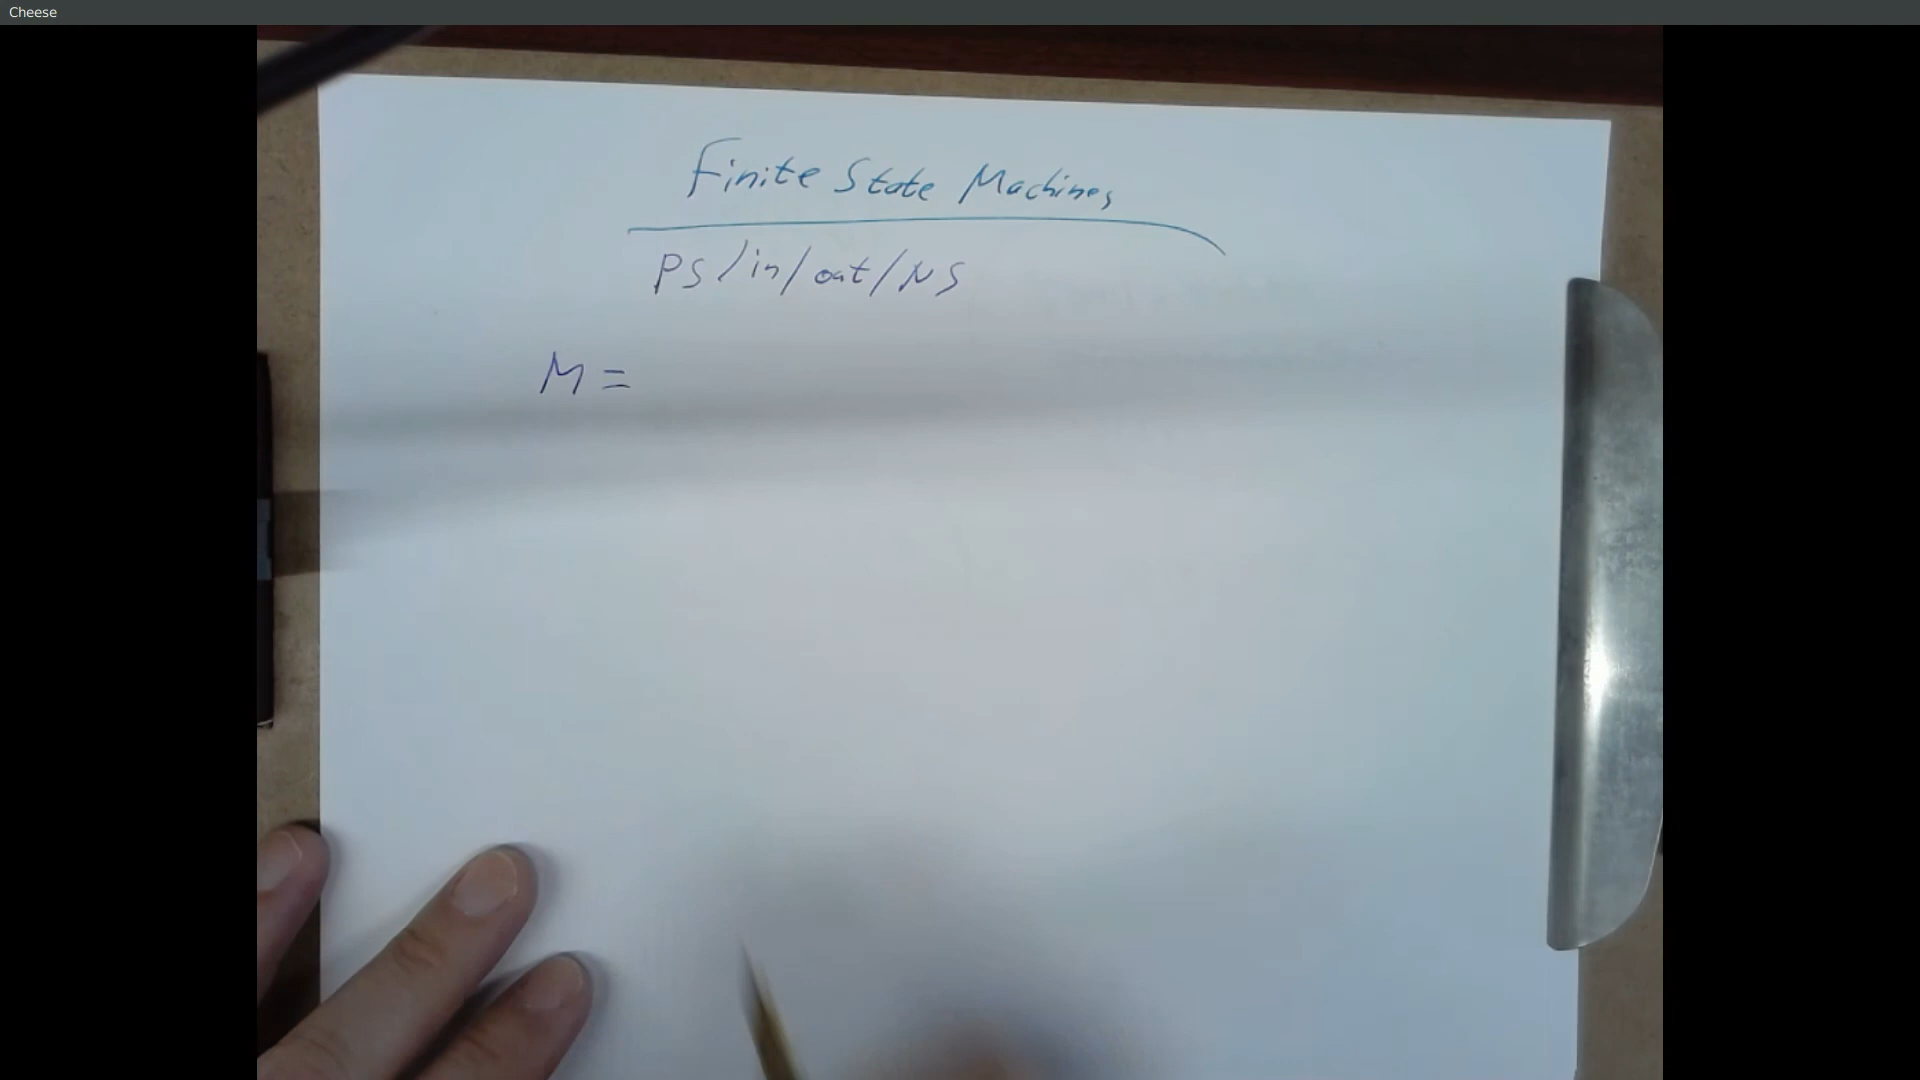 Cheese
Finite State Machines
PS/in/out/NS
M =